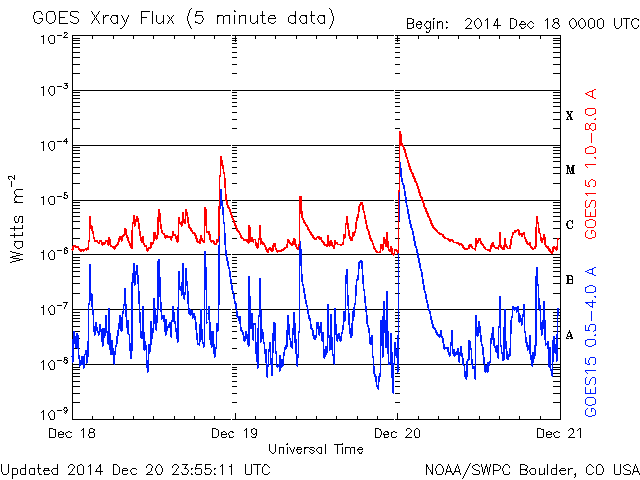 GOES Xray Flux (5 minute data)
Begin: 2014 Dec 18 0000 UTC
10-2
10-3
10-4
10-5
10-6
10-7
10-8
10-9
Watts m-2
X
M
C
B
A
GOES15 1.0-8.0 A
GOES15 0.5-4.0 A
Dec 18
Dec 19
Dec 20
Dec 21
Universal Time
Updated 2014 Dec 20 23:55:11 UTC
NOAA/SWPC Boulder, CO USA